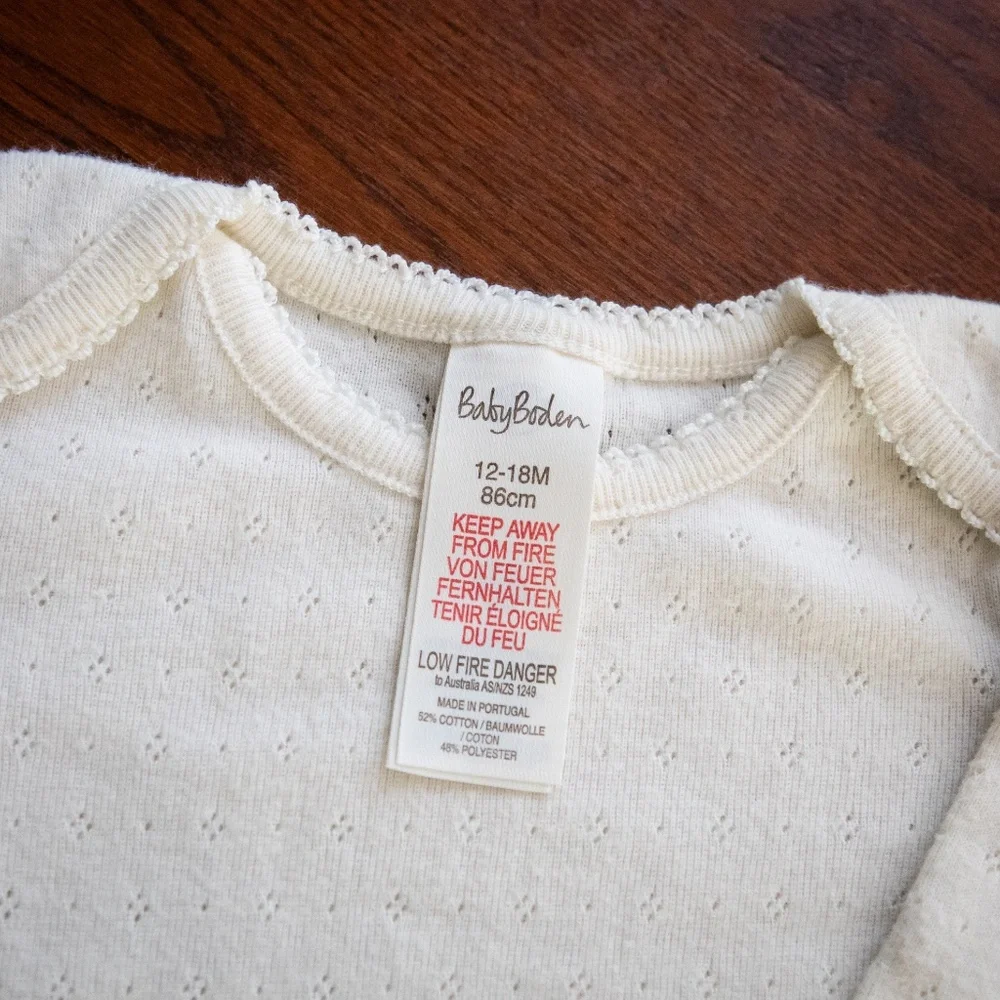 BabyBoden
12-18M
86cm
KEEP AWAY
FROM FIRE
VON FEUER
FERNHALTEN
TENIR ÉLOIGNÉ
DU FEU
LOW FIRE DANGER
to Australia AS/NZS 1249
MADE IN PORTUGAL
52% COTTON / BAUMWOLLE
/ COTON
48% POLYESTER